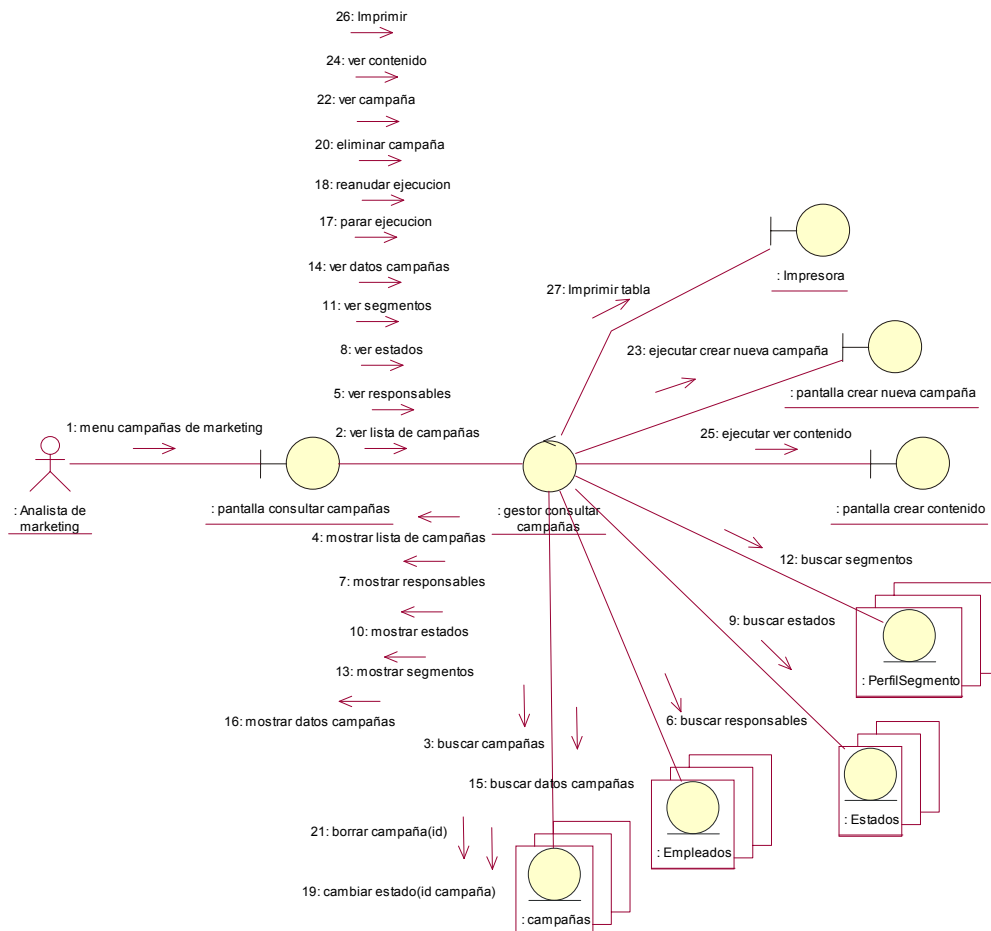 26: Imprimir
24: ver contenido
22: ver campaña
20: eliminar campaña
18: reanudar ejecucion
17: parar ejecucion
14: ver datos campañas
11: ver segmentos
8: ver estados
5: ver responsables
2: ver lista de campañas
1: menu campañas de marketing
: Analista de
marketing
: pantalla consultar campañas
: gestor consultar
campañas
27: Imprimir tabla
: Impresora
23: ejecutar crear nueva campaña
: pantalla crear nueva campaña
25: ejecutar ver contenido
: pantalla crear contenido
4: mostrar lista de campañas
7: mostrar responsables
10: mostrar estados
13: mostrar segmentos
16: mostrar datos campañas
12: buscar segmentos
: PerfilSegmento
9: buscar estados
: Estados
6: buscar responsables
: Empleados
3: buscar campañas
15: buscar datos campañas
21: borrar campaña(id)
19: cambiar estado(id campaña)
: campañas